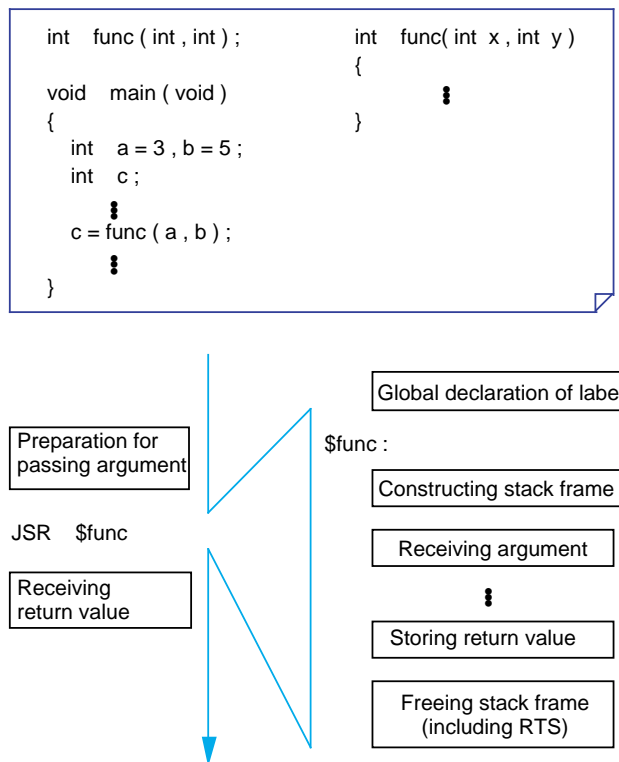 int func ( int , int ) ;
void main ( void )
{
int a = 3 , b = 5 ;
int c ;
c = func ( a , b ) ;
}
int func( int x , int y )
{
}
Preparation for
passing argument
JSR $func
Receiving
return value
Global declaration of labe
$func :
Constructing stack frame
Receiving argument
Storing return value
Freeing stack frame
(including RTS)